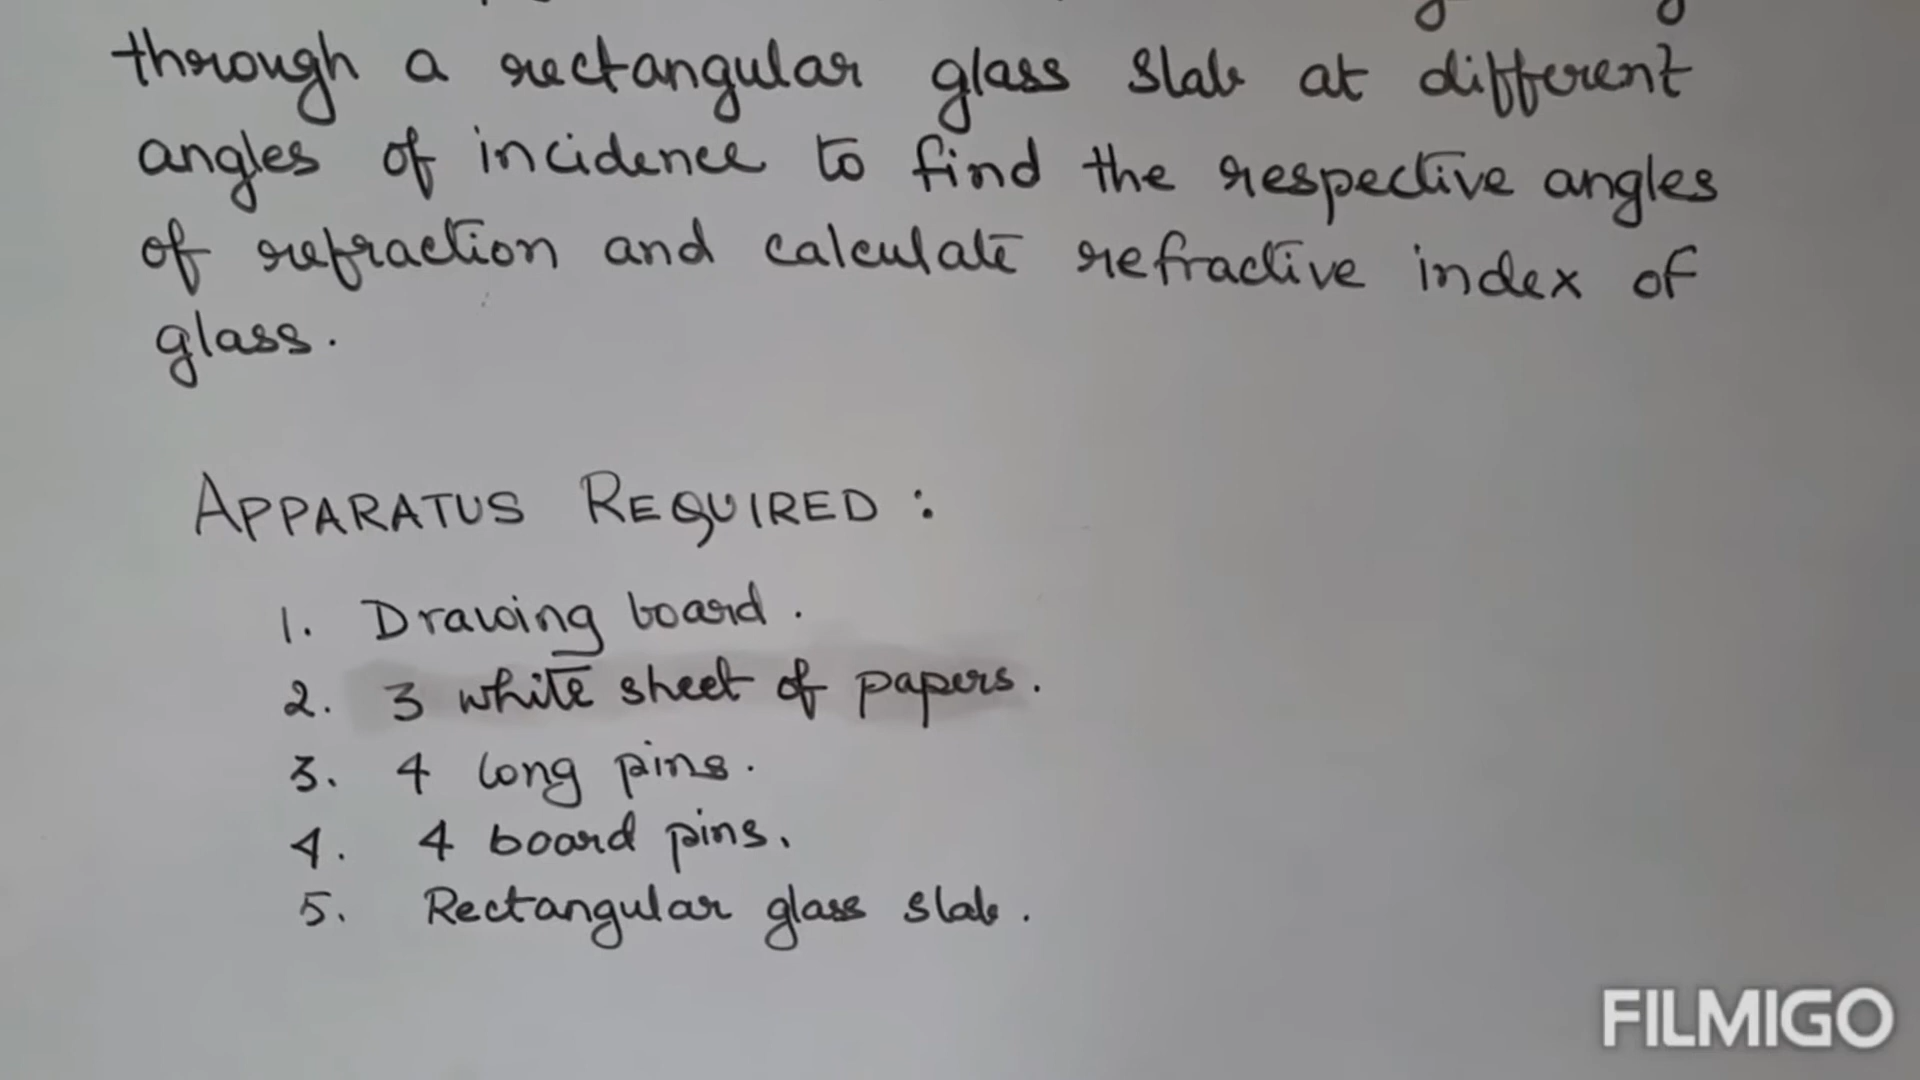 through a rectangular glass slab at different
angles of incidence to find the respective angles
of refraction and calculate refractive index of
glass.
APPARATUS REQUIRED :
1. Drawing board.
2. 3 white sheet of papers.
3. 4 long pins.
4. 4 board pins.
5. Rectangular glass slab.
FILMIGO